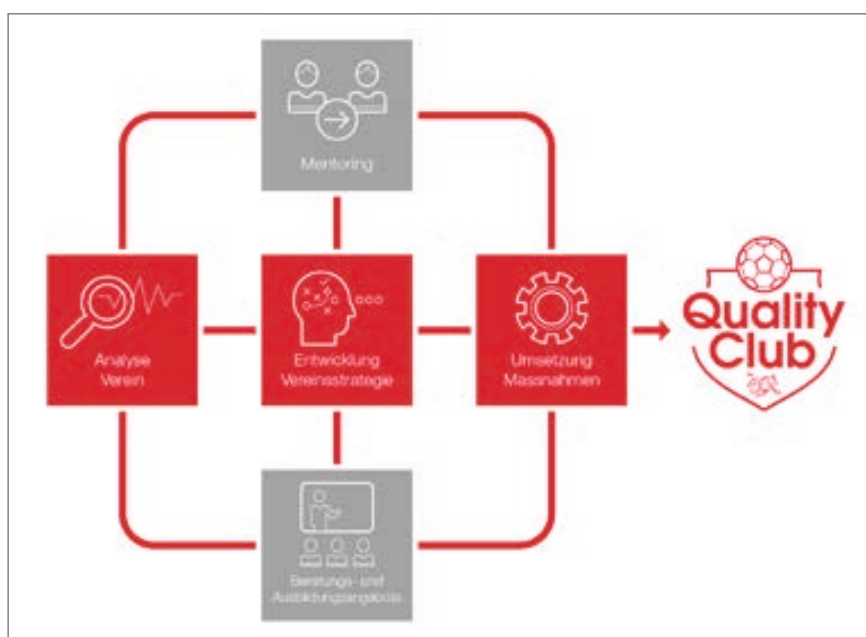 Mentoring
Analyse
Verein
Entwicklung
Vereinsstrategie
Umsetzung
Massnahmen
Quality
Club
Beratungs- und
Ausbildungsangebote